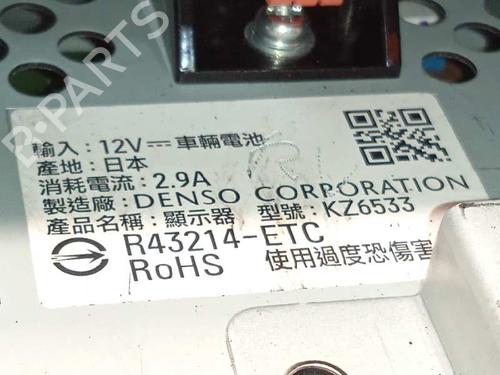 輸入：12V⎓車輛電池
產地：日本
消耗電流：2.9A
製造廠：DENSO CORPORATION
產品名稱：顯示器 型號：KZ6533
R43214-ETC
RoHS 使用過度恐傷害
B-PARTS